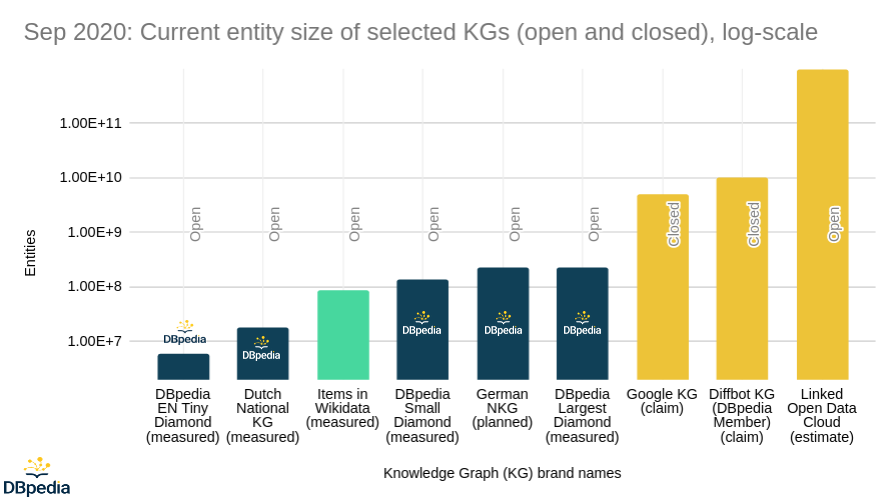 Sep 2020: Current entity size of selected KGs (open and closed), log-scale
Entities
1.00E+11
1.00E+10
1.00E+9
1.00E+8
1.00E+7
Open
Open
Open
Open
Open
Open
Closed
Closed
Open
DBpedia
DBpedia
DBpedia
DBpedia
DBpedia
DBpedia
EN Tiny
Diamond
(measured)
Dutch
National
KG
(measured)
Items in
Wikidata
(measured)
DBpedia
Small
Diamond
(measured)
German
NKG
(planned)
DBpedia
Largest
Diamond
(measured)
Google KG
(claim)
Diffbot KG
(DBpedia
Member)
(claim)
Linked
Open Data
Cloud
(estimate)
Knowledge Graph (KG) brand names
DBpedia